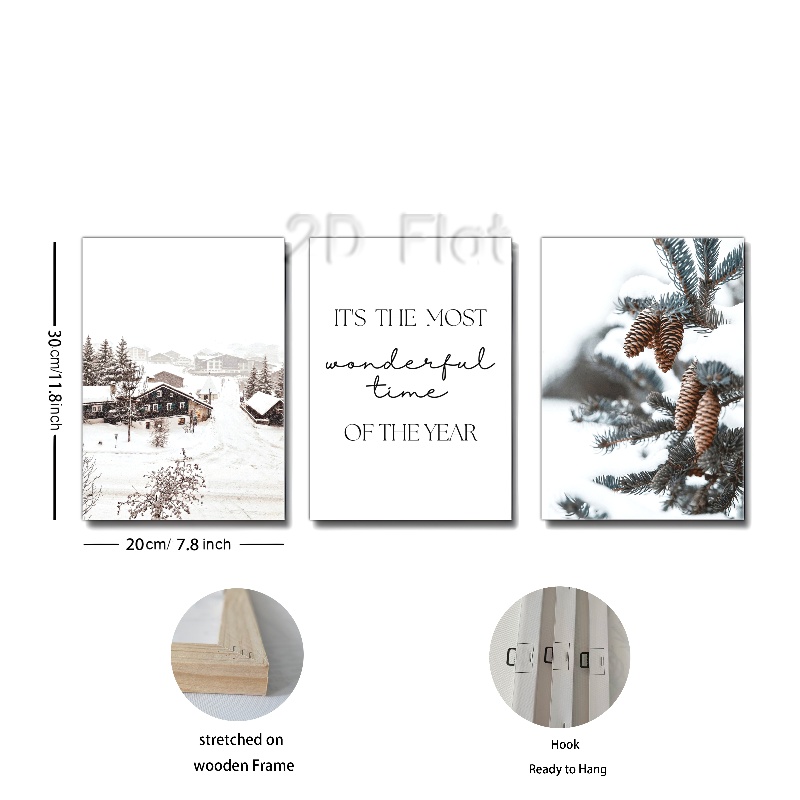 2D Flat
30cm/11.8inch
IT'S THE MOST
wonderful
time
OF THE YEAR
20cm/ 7.8 inch
stretched on
wooden Frame
Hook
Ready to Hang